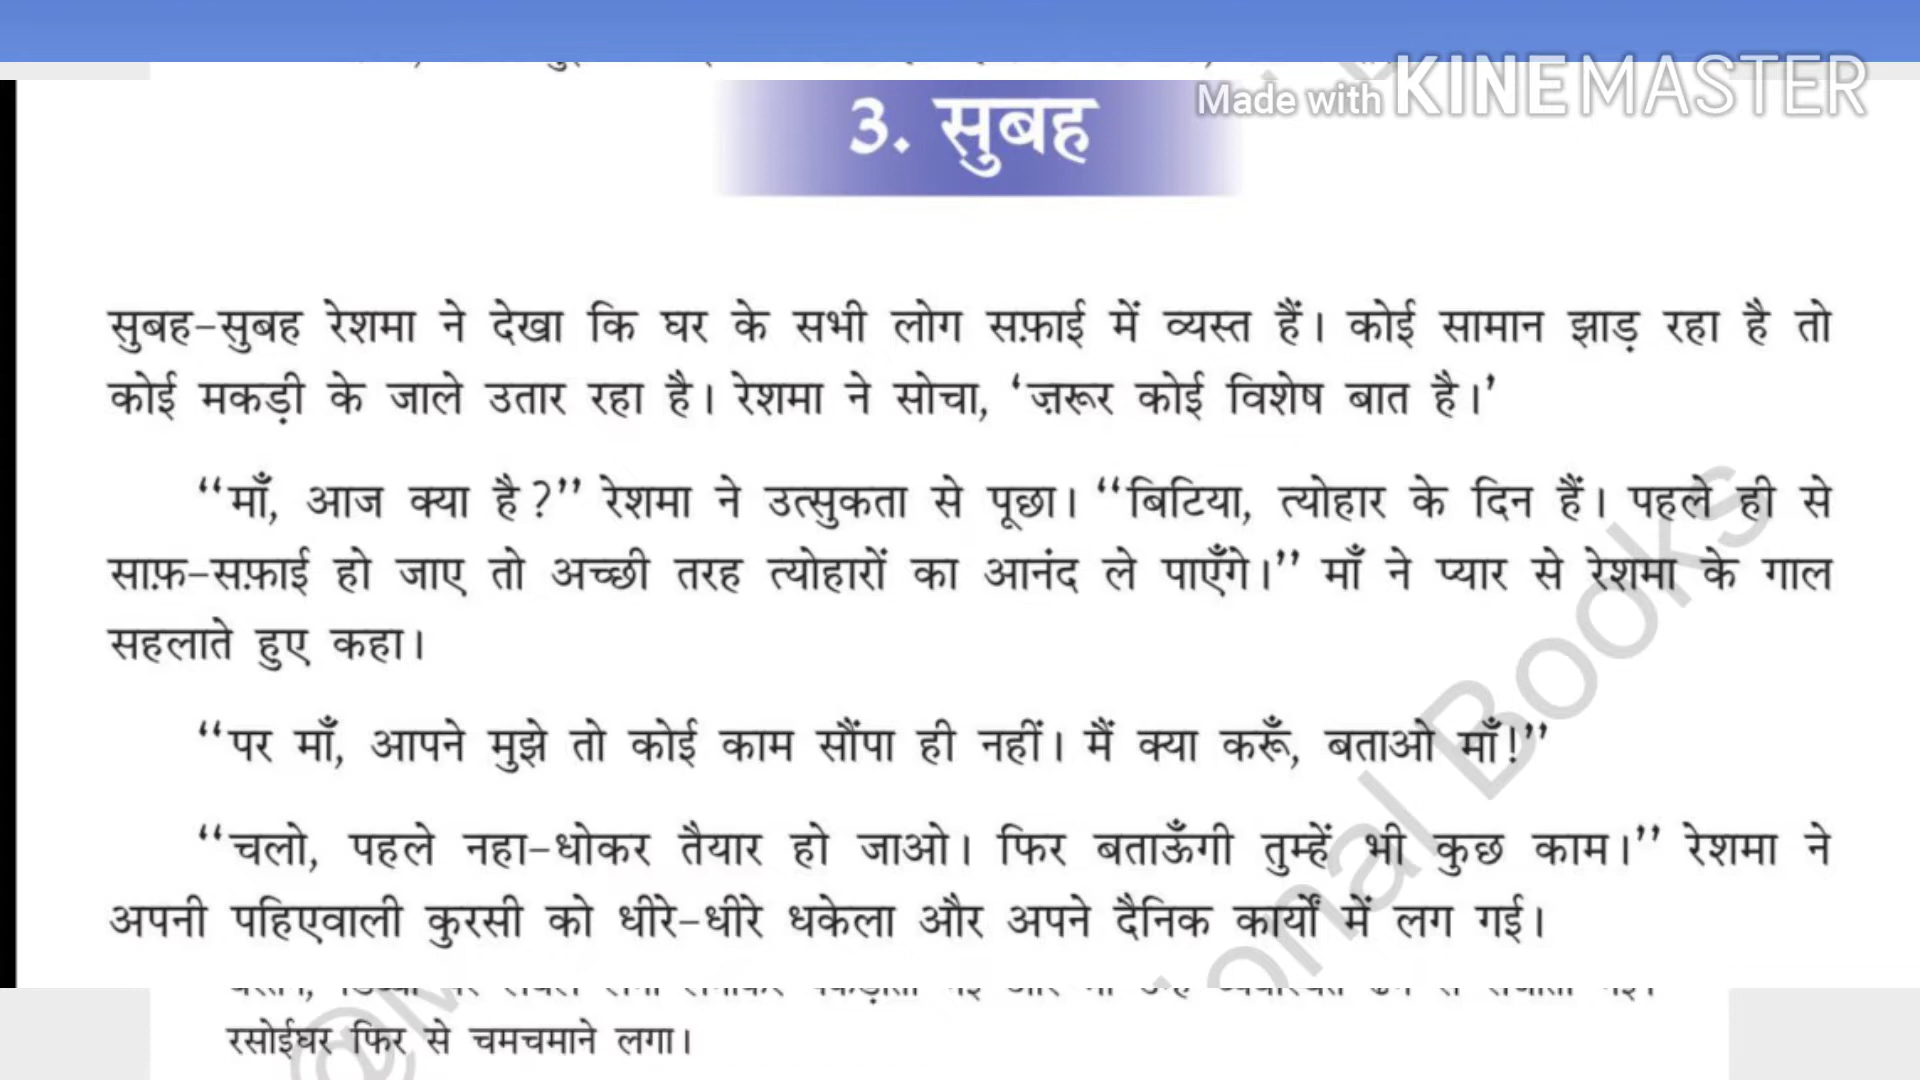 Made with KINEMASTER
3. सुबह
सुबह-सुबह रेशमा ने देखा कि घर के सभी लोग सफ़ाई में व्यस्त हैं। कोई सामान झाड़ रहा है तो
कोई मकड़ी के जाले उतार रहा है। रेशमा ने सोचा, ‘ज़रूर कोई विशेष बात है।’
“माँ, आज क्या है?” रेशमा ने उत्सुकता से पूछा। “बिटिया, त्योहार के दिन हैं। पहले ही से
साफ़-सफ़ाई हो जाए तो अच्छी तरह त्योहारों का आनंद ले पाएँगे।” माँ ने प्यार से रेशमा के गाल
सहलाते हुए कहा।
“पर माँ, आपने मुझे तो कोई काम सौंपा ही नहीं। मैं क्या करूँ, बताओ माँ!”
“चलो, पहले नहा-धोकर तैयार हो जाओ। फिर बताऊँगी तुम्हें भी कुछ काम।” रेशमा ने
अपनी पहिएवाली कुरसी को धीरे-धीरे धकेला और अपने दैनिक कार्यों में लग गई।
रसोईघर फिर से चमचमाने लगा।
Books